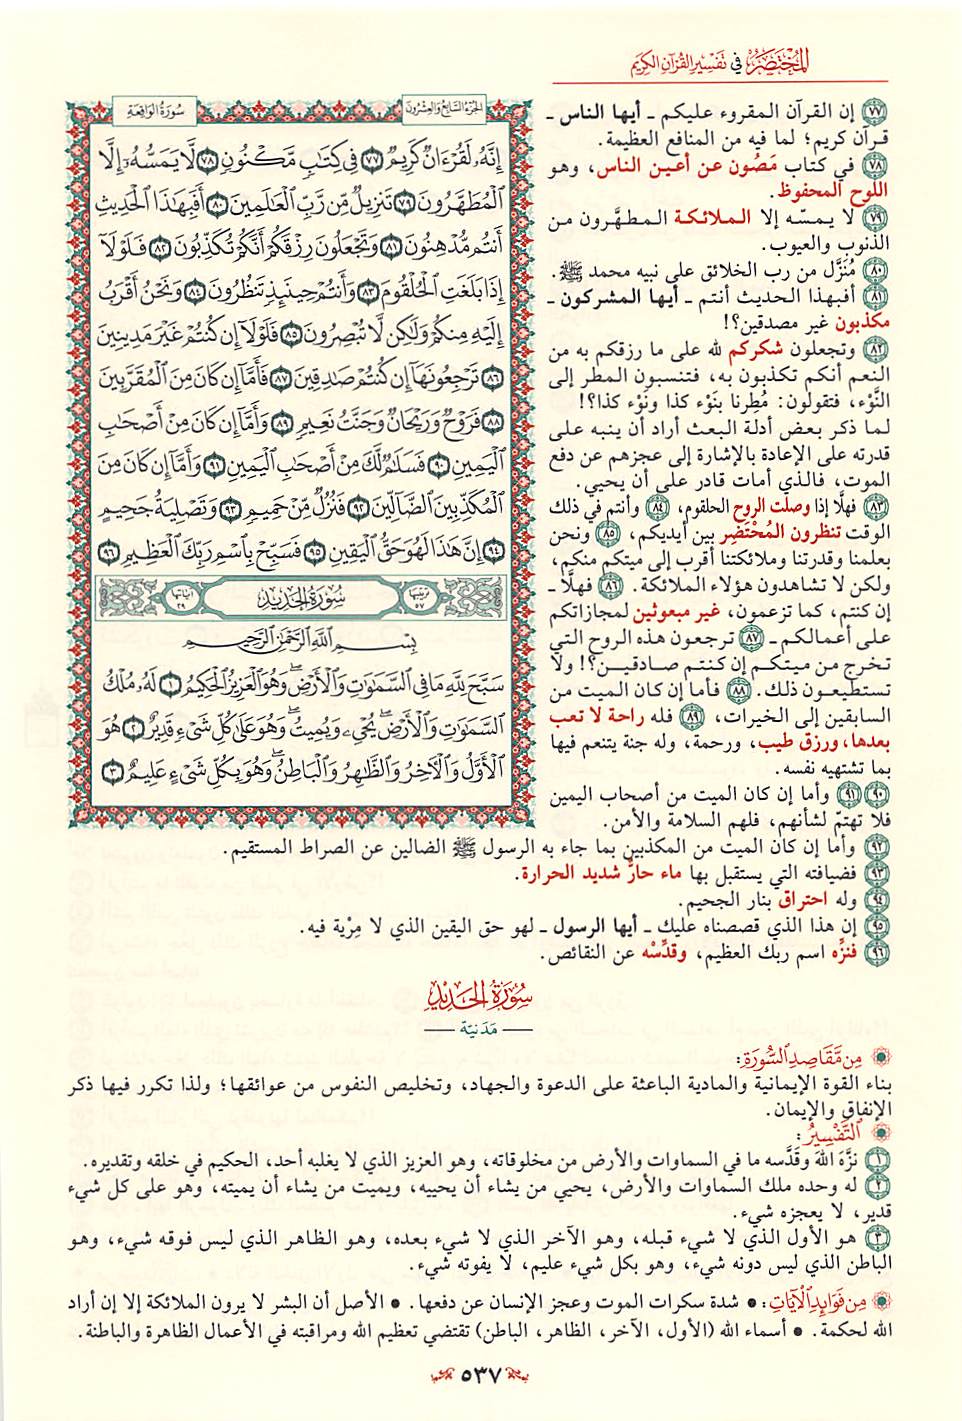 المختصر في تفسير القرآن الكريم
سُورَةُ الوَاقِعَةِ
الجزء السابع والعشرون
إِنَّهُۥ لَقُرْءَانٌ كَرِيمٌ ٧٧ فِى كِتَٰبٍ مَّكْنُونٍ ٧٨ لَّا يَمَسُّهُۥٓ إِلَّا
ٱلْمُطَهَّرُونَ ٧٩ تَنزِيلٌ مِّن رَّبِّ ٱلْعَٰلَمِينَ ٨٠ أَفَبِهَٰذَا ٱلْحَدِيثِ
أَنتُم مُّدْهِنُونَ ٨١ وَتَجْعَلُونَ رِزْقَكُمْ أَنَّكُمْ تُكَذِّبُونَ ٨٢ فَلَوْلَآ
إِذَا بَلَغَتِ ٱلْحُلْقُومَ ٨٣ وَأَنتُمْ حِينَئِذٍ تَنظُرُونَ ٨٤ وَنَحْنُ أَقْرَبُ
إِلَيْهِ مِنكُمْ وَلَٰكِن لَّا تُبْصِرُونَ ٨٥ فَلَوْلَآ إِن كُنتُمْ غَيْرَ مَدِينِينَ
٨٦ تَرْجِعُونَهَآ إِن كُنتُمْ صَٰدِقِينَ ٨٧ فَأَمَّآ إِن كَانَ مِنَ ٱلْمُقَرَّبِينَ
٨٨ فَرَوْحٌ وَرَيْحَانٌ وَجَنَّتُ نَعِيمٍ ٨٩ وَأَمَّآ إِن كَانَ مِنْ أَصْحَٰبِ
ٱلْيَمِينِ ٩٠ فَسَلَٰمٌ لَّكَ مِنْ أَصْحَٰبِ ٱلْيَمِينِ ٩١ وَأَمَّآ إِن كَانَ مِنَ
ٱلْمُكَذِّبِينَ ٱلضَّآلِّينَ ٩٢ فَنُزُلٌ مِّنْ حَمِيمٍ ٩٣ وَتَصْلِيَةُ جَحِيمٍ
٩٤ إِنَّ هَٰذَا لَهُوَ حَقُّ ٱلْيَقِينِ ٩٥ فَسَبِّحْ بِٱسْمِ رَبِّكَ ٱلْعَظِيمِ ٩٦
ترتيبها ٥٧ سُورَةُ الحَدِيدِ آياتها ٢٩
بِسْمِ ٱللَّهِ ٱلرَّحْمَٰنِ ٱلرَّحِيمِ
سَبَّحَ لِلَّهِ مَا فِى ٱلسَّمَٰوَٰتِ وَٱلْأَرْضِ ۖ وَهُوَ ٱلْعَزِيزُ ٱلْحَكِيمُ ١ لَهُۥ مُلْكُ
ٱلسَّمَٰوَٰتِ وَٱلْأَرْضِ ۖ يُحْىِۦ وَيُمِيتُ ۖ وَهُوَ عَلَىٰ كُلِّ شَىْءٍ قَدِيرٌ ٢ هُوَ
ٱلْأَوَّلُ وَٱلْءَاخِرُ وَٱلظَّٰهِرُ وَٱلْبَاطِنُ ۖ وَهُوَ بِكُلِّ شَىْءٍ عَلِيمٌ ٣
٧٧ إن القرآن المقروء عليكم ـ أيها الناس ـ
قرآن كريم؛ لما فيه من المنافع العظيمة.
٧٨ في كتاب مَصُون عن أعين الناس، وهو
اللوح المحفوظ.
٧٩ لا يمسّه إلا الملائكة المطهَّرون من
الذنوب والعيوب.
٨٠ مُنَزَّل من رب الخلائق على نبيه محمد ﷺ.
٨١ أفبهذا الحديث أنتم ـ أيها المشركون ـ
مكذبون غير مصدقين؟!
٨٢ وتجعلون شكركم لله على ما رزقكم به من
النعم أنكم تكذبون به، فتنسبون المطر إلى
النَّوْء، فتقولون: مُطِرنا بنَوْء كذا ونَوْء كذا؟!
لما ذكر بعض أدلة البعث أراد أن ينبه على
قدرته على الإعادة بالإشارة إلى عجزهم عن دفع
الموت، فالذي أمات قادر على أن يحيي.
٨٣ فهلَّا إذا وصلت الروح الحلقوم، ٨٤ وأنتم في ذلك
الوقت تنظرون المُحْتَضِر بين أيديكم، ٨٥ ونحن
بعلمنا وقدرتنا وملائكتنا أقرب إلى ميتكم منكم،
ولكن لا تشاهدون هؤلاء الملائكة. ٨٦ فهلَّا ـ
إن كنتم، كما تزعمون، غير مبعوثين لمجازاتكم
على أعمالكم ـ ٨٧ ترجعون هذه الروح التي
تخرج من ميتكم إن كنتم صادقين؟! ولا
تستطيعون ذلك. ٨٨ فأما إن كان الميت من
السابقين إلى الخيرات، ٨٩ فله راحة لا تعب
بعدها، ورزق طيب، ورحمة، وله جنة يتنعم فيها
بما تشتهيه نفسه.
٩٠ ٩١ وأما إن كان الميت من أصحاب اليمين
فلا تهتمّ لشأنهم، فلهم السلامة والأمن.
٩٢ وأما إن كان الميت من المكذبين بما جاء به الرسول ﷺ الضالين عن الصراط المستقيم.
٩٣ فضيافته التي يستقبل بها ماء حارٌّ شديد الحرارة.
٩٤ وله احتراق بنار الجحيم.
٩٥ إن هذا الذي قصصناه عليك ـ أيها الرسول ـ لهو حق اليقين الذي لا مِرْية فيه.
٩٦ فنزِّه اسم ربك العظيم، وقدِّسْه عن النقائص.
سُورَةُ الحَدِيدِ
— مَدَنيّة —
مِن مَّقَاصِدِ السُّورَةِ:
بناء القوة الإيمانية والمادية الباعثة على الدعوة والجهاد، وتخليص النفوس من عوائقها؛ ولذا تكرر فيها ذكر
الإنفاق والإيمان.
التَّفْسِيرُ:
١ نزَّهَ اللهَ وقَدَّسه ما في السماوات والأرض من مخلوقاته، وهو العزيز الذي لا يغلبه أحد، الحكيم في خلقه وتقديره.
٢ له وحده ملك السماوات والأرض، يحيي من يشاء أن يحييه، ويميت من يشاء أن يميته، وهو على كل شيء
قدير، لا يعجزه شيء.
٣ هو الأول الذي لا شيء قبله، وهو الآخر الذي لا شيء بعده، وهو الظاهر الذي ليس فوقه شيء، وهو
الباطن الذي ليس دونه شيء، وهو بكل شيء عليم، لا يفوته شيء.
مِن فَوَائِدِ الآيَاتِ: • شدة سكرات الموت وعجز الإنسان عن دفعها. • الأصل أن البشر لا يرون الملائكة إلا إن أراد
الله لحكمة. • أسماء الله (الأول، الآخر، الظاهر، الباطن) تقتضي تعظيم الله ومراقبته في الأعمال الظاهرة والباطنة.
٥٣٧